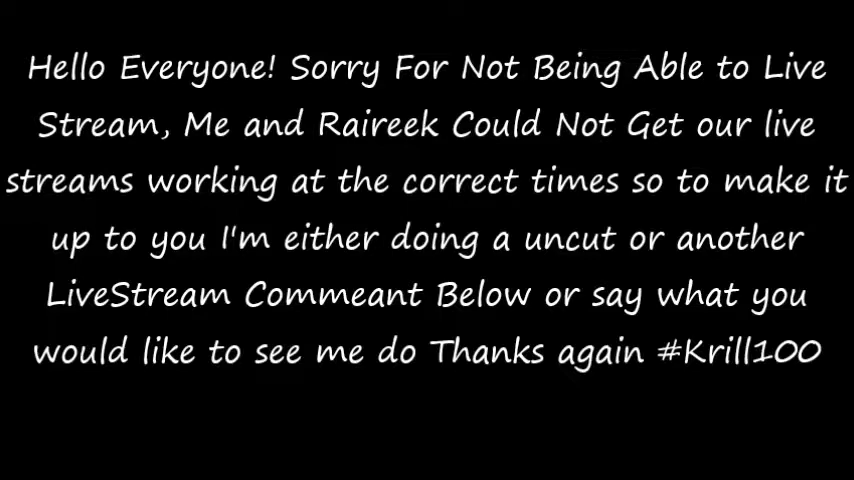 Hello Everyone! Sorry For Not Being Able to Live
Stream, Me and Raireek Could Not Get our live
streams working at the correct times so to make it
up to you I'm either doing a uncut or another
LiveStream Commeant Below or say what you
would like to see me do Thanks again #Krill100